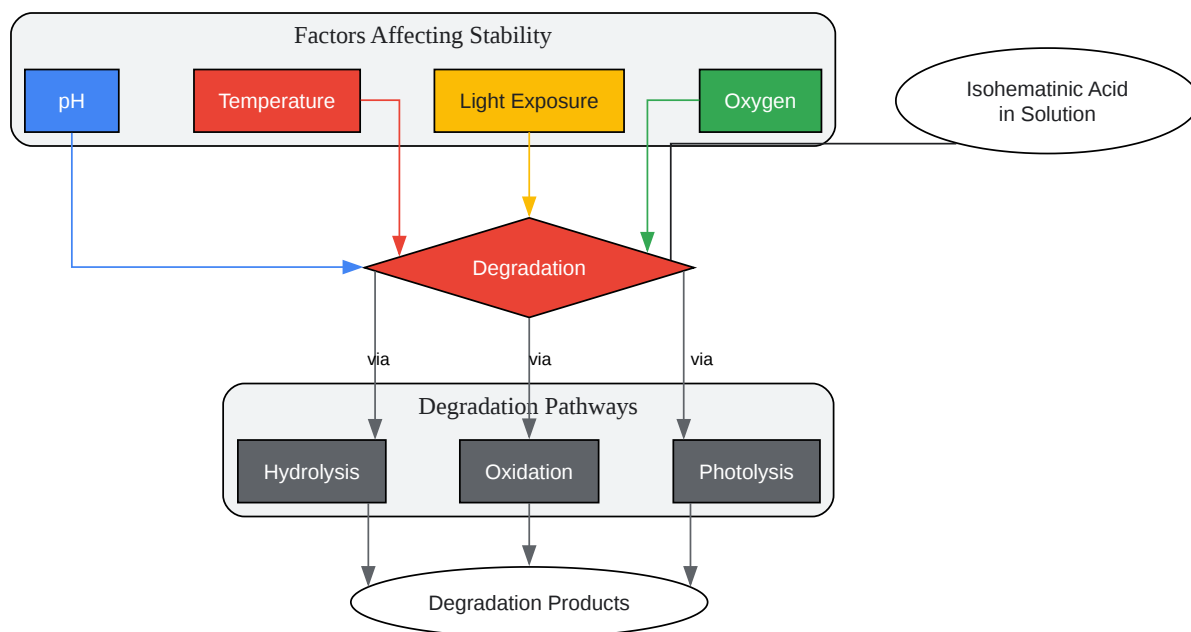 Factors Affecting Stability
pH
Temperature
Light Exposure
Oxygen
Isohematinic Acid
in Solution
Degradation
via
via
via
Degradation Pathways
Hydrolysis
Oxidation
Photolysis
Degradation Products